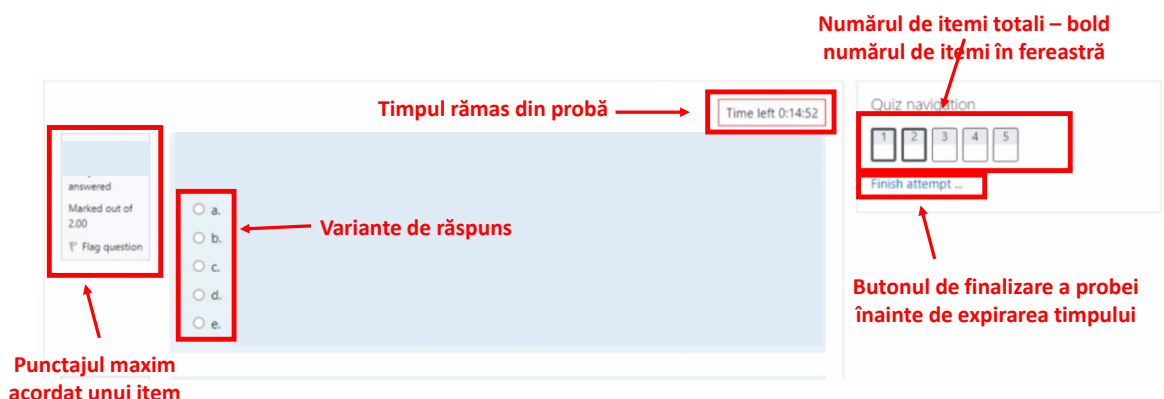 Numărul de itemi totali – bold
numărul de itemi în fereastră
Timpul rămas din probă
Time left 0:14:52
Quiz navigation
1 2 3 4 5
Finish attempt ...
answered
Marked out of
2.00
Flag question
a.
b.
c.
d.
e.
Variante de răspuns
Butonul de finalizare a probei
înainte de expirarea timpului
Punctajul maxim
acordat unui item